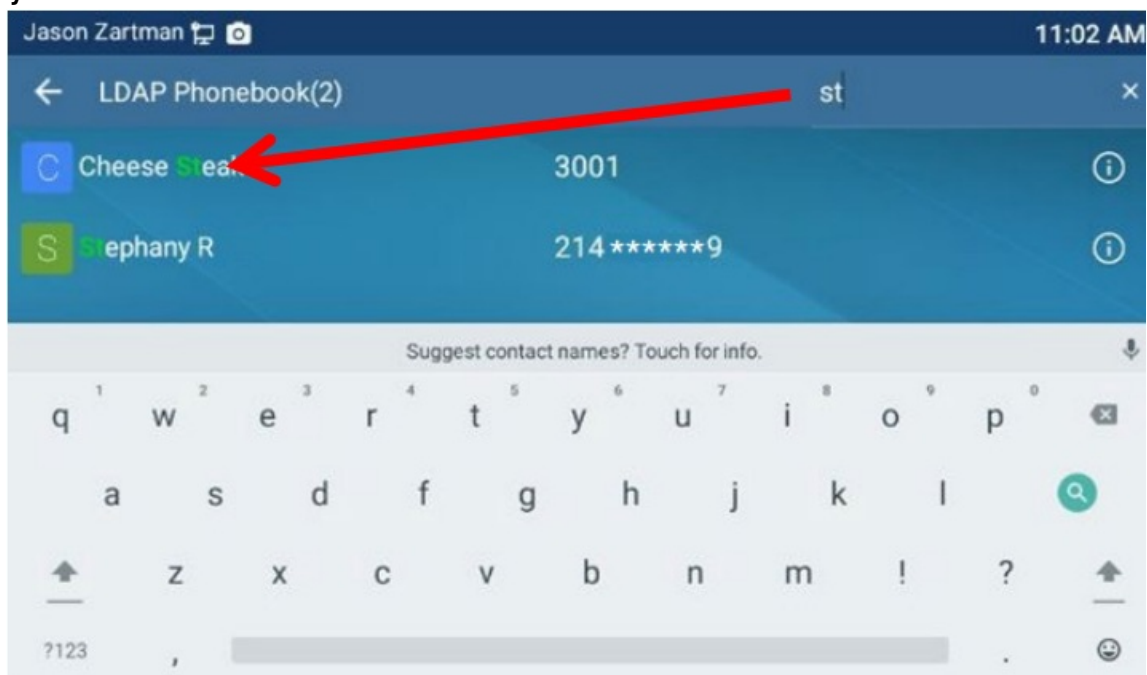 Jason Zartman 11:02 AM
LDAP Phonebook(2) st ×
C Cheese Steak 3001
S Stephany R 214******9
Suggest contact names? Touch for info.
q 1 w 2 e 3 r 4 t 5 y 6 u 7 i 8 o 9 p 0
a s d f g h j k l
z x c v b n m ! ?
?123 , .